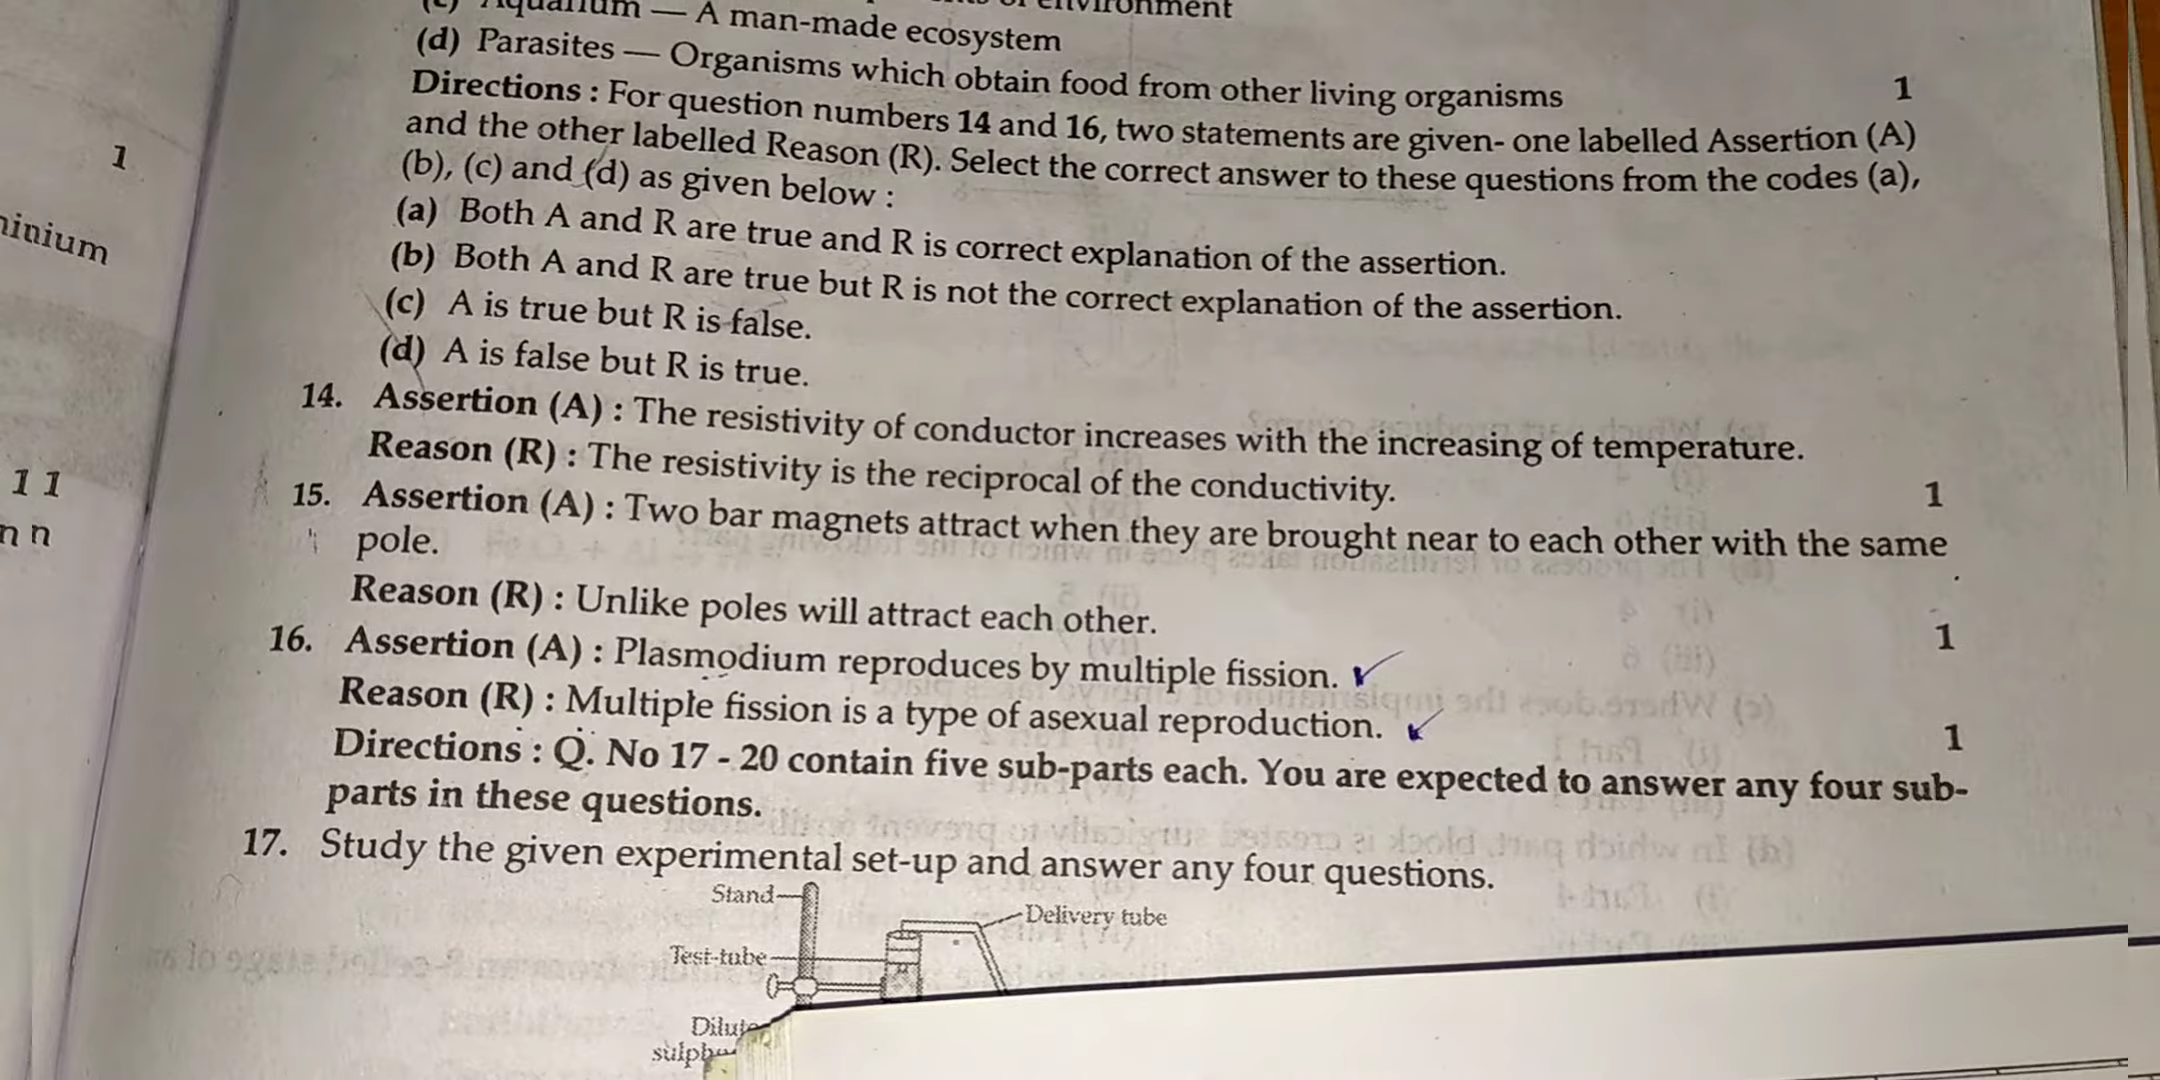 (c) Aquarium — A man-made ecosystem
environment
(d) Parasites — Organisms which obtain food from other living organisms
1
Directions : For question numbers 14 and 16, two statements are given- one labelled Assertion (A)
and the other labelled Reason (R). Select the correct answer to these questions from the codes (a),
(b), (c) and (d) as given below :
(a) Both A and R are true and R is correct explanation of the assertion.
(b) Both A and R are true but R is not the correct explanation of the assertion.
(c) A is true but R is false.
(d) A is false but R is true.
14. Assertion (A) : The resistivity of conductor increases with the increasing of temperature.
Reason (R) : The resistivity is the reciprocal of the conductivity.
1
15. Assertion (A) : Two bar magnets attract when they are brought near to each other with the same
pole.
Reason (R) : Unlike poles will attract each other.
1
16. Assertion (A) : Plasmodium reproduces by multiple fission.
Reason (R) : Multiple fission is a type of asexual reproduction.
1
Directions : Q. No 17 - 20 contain five sub-parts each. You are expected to answer any four sub-
parts in these questions.
17. Study the given experimental set-up and answer any four questions.
Stand
Delivery tube
Test-tube
Dilute
1
inium
1 1
n n